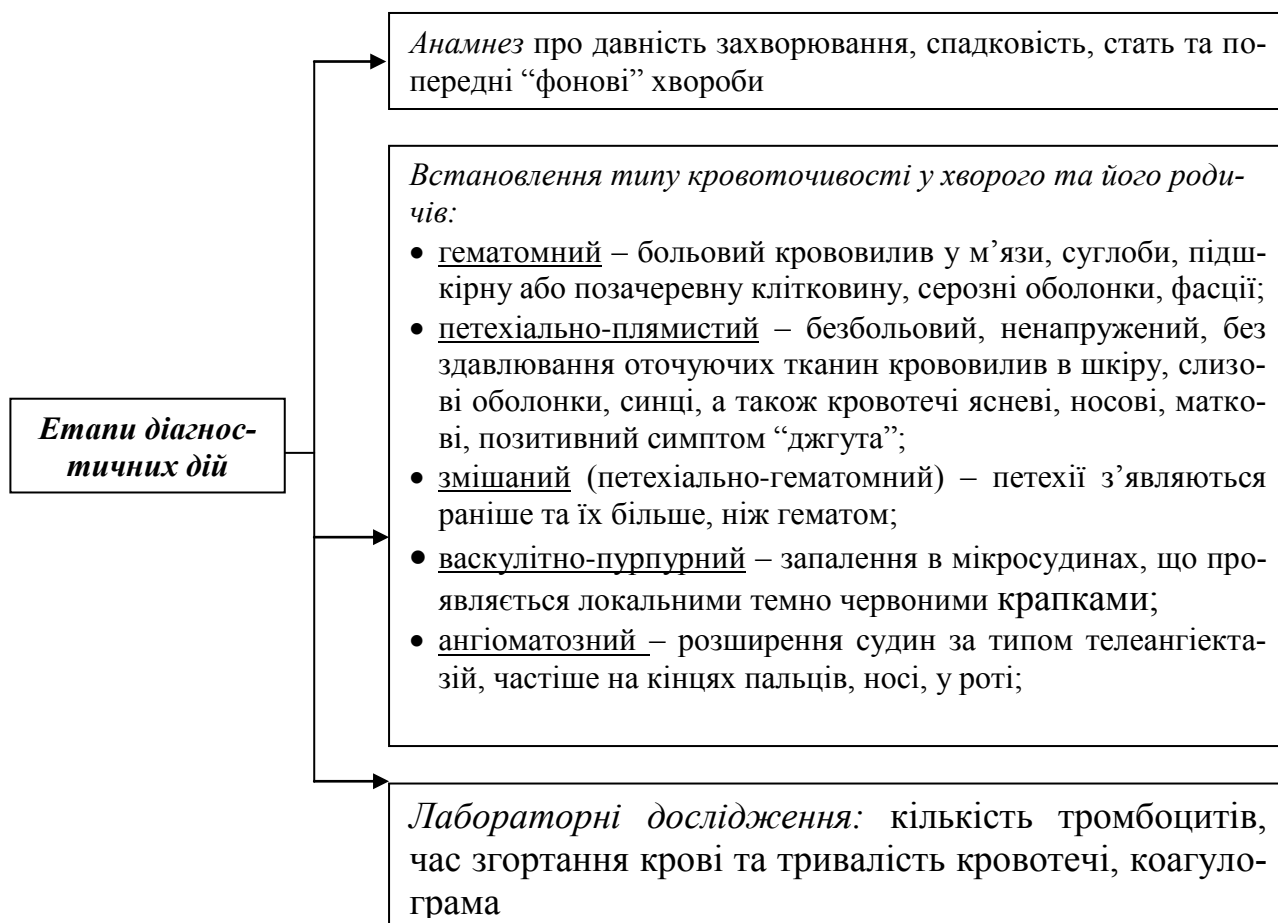 Анамнез про давність захворювання, спадковість, стать та по-
передні “фонові” хвороби
Встановлення типу кровоточивості у хворого та його роди-
чів:
• гематомний – больовий крововилив у м’язи, суглоби, підш-
кірну або позачеревну клітковину, серозні оболонки, фасції;
• петехіально-плямистий – безбольовий, ненапружений, без
здавлювання оточуючих тканин крововилив в шкіру, слизо-
ві оболонки, синці, а також кровотечі ясневі, носові, матко-
ві, позитивний симптом “джгута”;
• змішаний (петехіально-гематомний) – петехії з’являються
раніше та їх більше, ніж гематом;
• васкулітно-пурпурний – запалення в мікросудинах, що про-
являється локальними темно червоними крапками;
• ангіоматозний – розширення судин за типом телеангіекта-
зій, частіше на кінцях пальців, носі, у роті;
Етапи діагнос-
тичних дій
Лабораторні дослідження: кількість тромбоцитів,
час згортання крові та тривалість кровотечі, коагуло-
грама